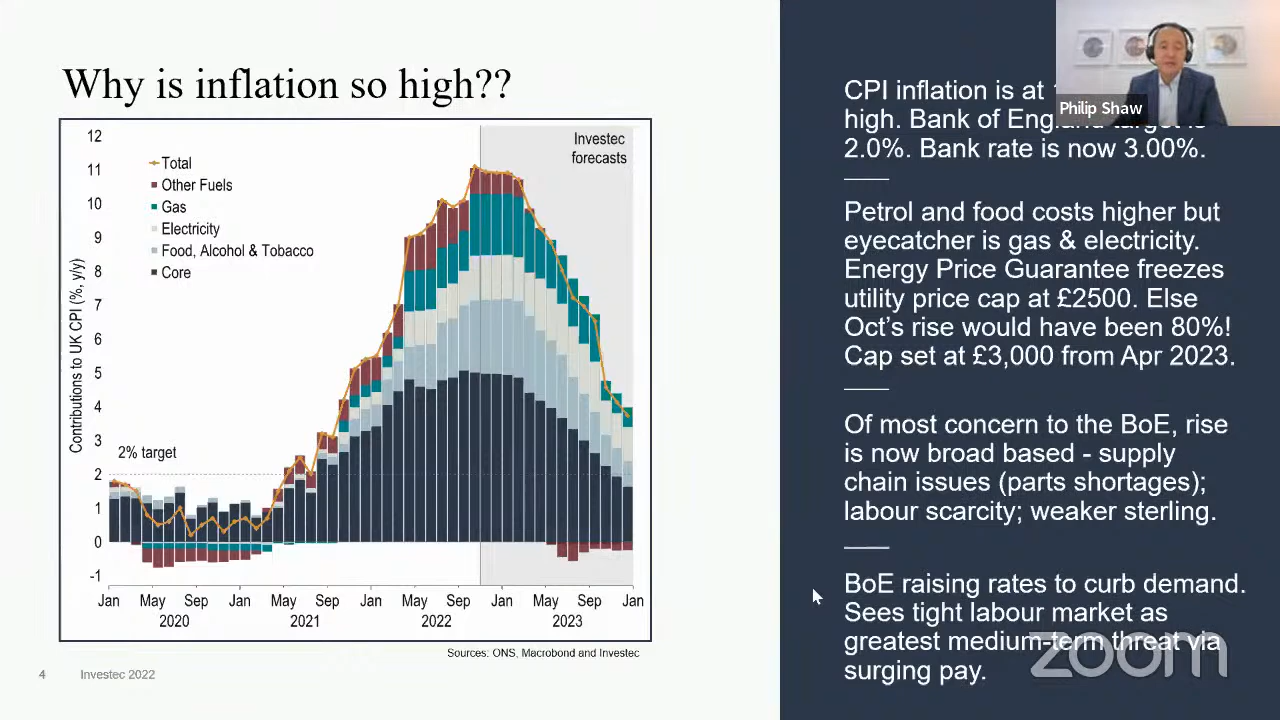 Why is inflation so high??
12
11
10
9
8
7
6
5
4
3
2
1
0
-1
Contributions to UK CPI (%, y/y)
Total
Other Fuels
Gas
Electricity
Food, Alcohol & Tobacco
Core
2% target
Investec
forecasts
Jan May Sep Jan May Sep Jan May Sep Jan May Sep Jan
2020 2021 2022 2023
Sources: ONS, Macrobond and Investec
4 Investec 2022
Philip Shaw
CPI inflation is at
high. Bank of England target is
2.0%. Bank rate is now 3.00%.
Petrol and food costs higher but
eyecatcher is gas & electricity.
Energy Price Guarantee freezes
utility price cap at £2500. Else
Oct’s rise would have been 80%!
Cap set at £3,000 from Apr 2023.
Of most concern to the BoE, rise
is now broad based - supply
chain issues (parts shortages);
labour scarcity; weaker sterling.
BoE raising rates to curb demand.
Sees tight labour market as
greatest medium-term threat via
surging pay.
zoom